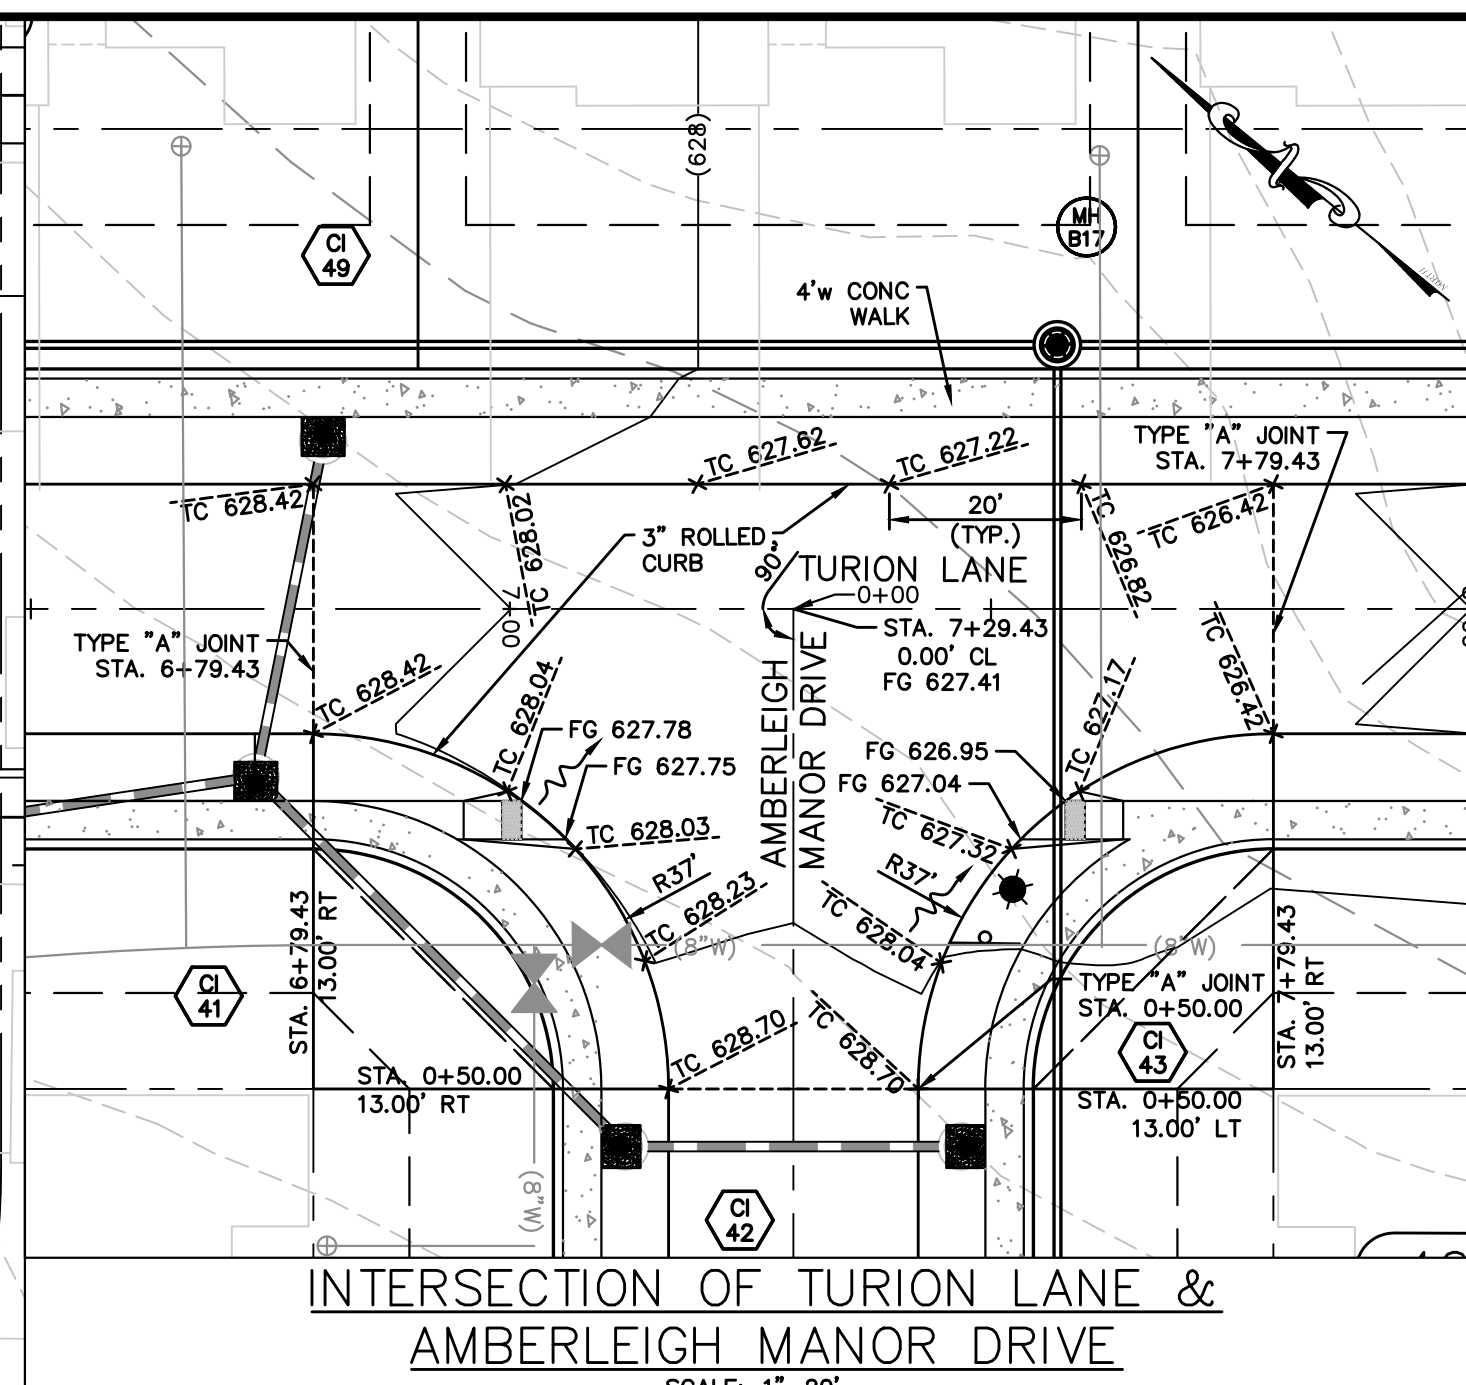 (628)
MH
B17
CI
49
NORTH
4'w CONC
WALK
TC 627.62
TC 627.22
TYPE "A" JOINT
STA. 7+79.43
TC 628.42
TC 628.02
20'
(TYP.)
TC 626.82
TC 626.42
3" ROLLED
CURB
90°
TURION LANE
0+00
7+00
STA. 7+29.43
0.00' CL
FG 627.41
TYPE "A" JOINT
STA. 6+79.43
TC 628.42
TC 628.04
AMBERLEIGH
MANOR DRIVE
TC 627.17
TC 626.42
FG 627.78
FG 627.75
FG 626.95
FG 627.04
TC 628.03
TC 627.32
R37'
R37'
TC 628.23
TC 628.04
(8"W)
(8"W)
STA. 6+79.43
13.00' RT
STA. 7+79.43
13.00' RT
CI
41
TYPE "A" JOINT
STA. 0+50.00
TC 628.70
TC 628.70
CI
43
STA. 0+50.00
13.00' RT
STA. 0+50.00
13.00' LT
(8"W)
CI
42
INTERSECTION OF TURION LANE &
AMBERLEIGH MANOR DRIVE